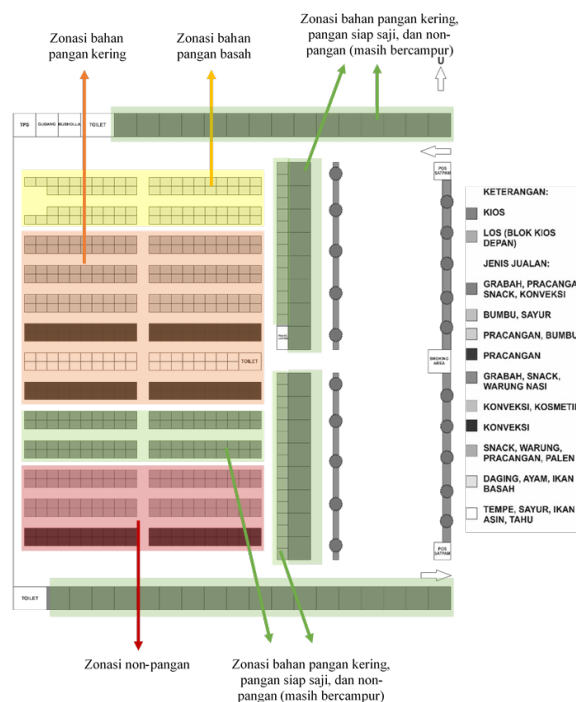 Zonasi bahan
pangan kering
Zonasi bahan
pangan basah
Zonasi bahan pangan kering,
pangan siap saji, dan non-
pangan (masih bercampur)
U
TPS
GUDANG
MUSHOLLA
TOILET
POS
SATPAM
KETERANGAN:
KIOS
LOS (BLOK KIOS
DEPAN)
JENIS JUALAN:
GRABAH, PRACANGA
SNACK, KONVEKSI
BUMBU, SAYUR
PRACANGAN, BUMBU
PRACANGAN
GRABAH, SNACK,
WARUNG NASI
KONVEKSI, KOSMETI
KONVEKSI
SNACK, WARUNG,
PRACANGAN, PALEN
DAGING, AYAM, IKAN
BASAH
TEMPE, SAYUR, IKAN
ASIN, TAHU
TOILET
SMOKING
AREA
POS
SATPAM
TOILET
Zonasi non-pangan
Zonasi bahan pangan kering,
pangan siap saji, dan non-
pangan (masih bercampur)